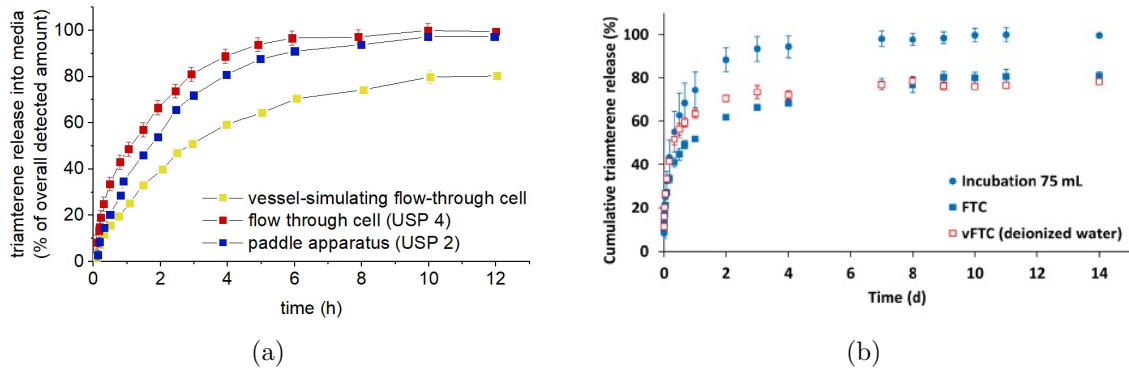 triamterene release into media
(% of overall detected amount)
100
80
60
40
20
0
0 2 4 6 8 10 12
time (h)
vessel-simulating flow-through cell
flow through cell (USP 4)
paddle apparatus (USP 2)
(a)
Cumulative triamterene release (%)
120
100
80
60
40
20
0
0 2 4 6 8 10 12 14
Time (d)
Incubation 75 mL
FTC
vFTC (deionized water)
(b)